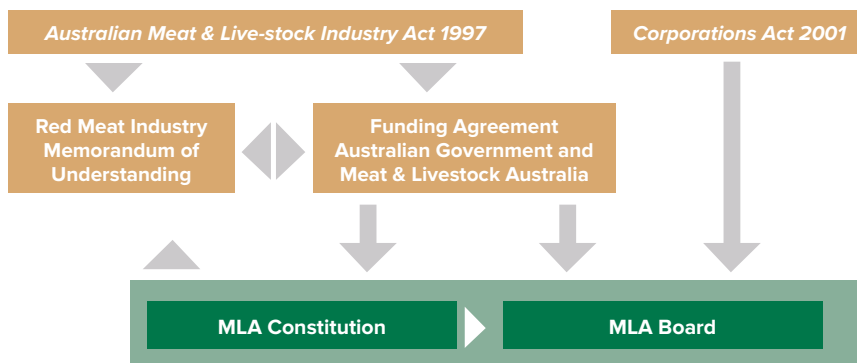 Australian Meat & Live-stock Industry Act 1997
Corporations Act 2001
Red Meat Industry
Memorandum of
Understanding
Funding Agreement
Australian Government and
Meat & Livestock Australia
MLA Constitution
MLA Board